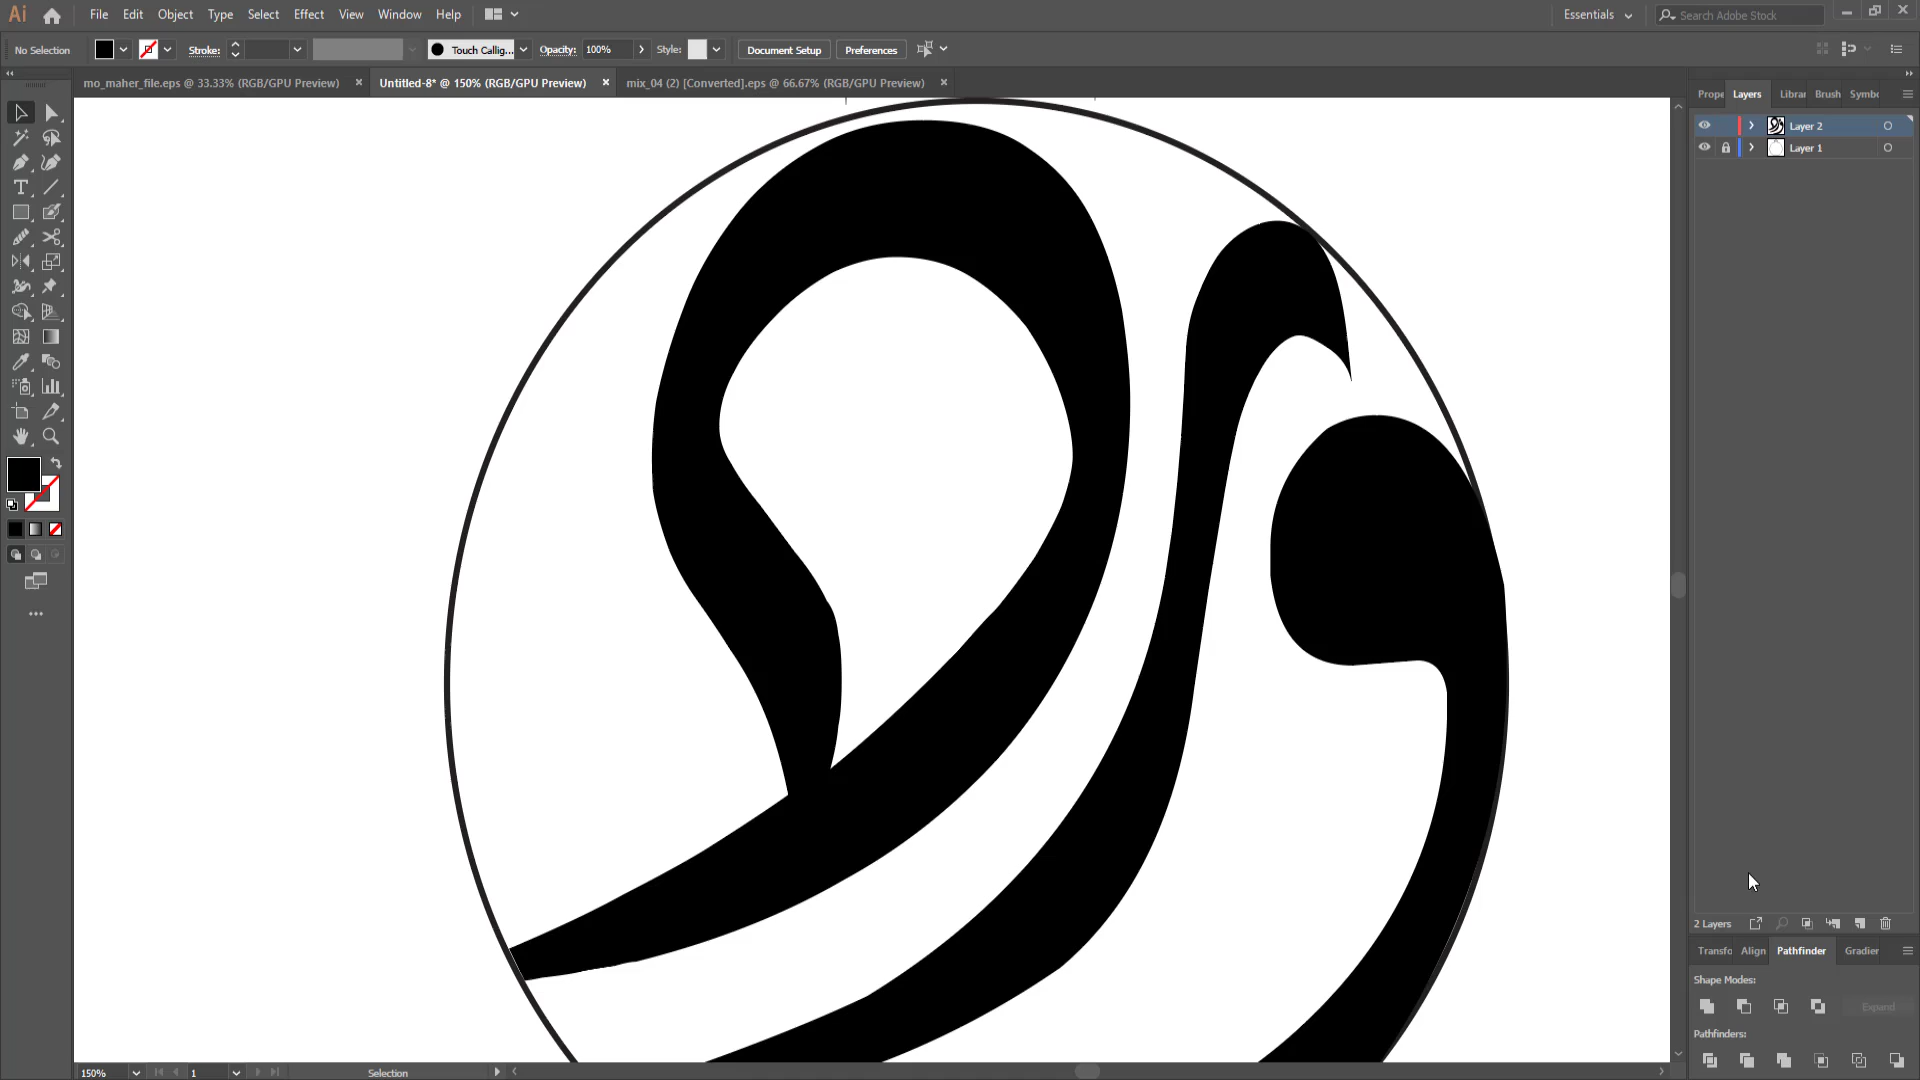 Ai File Edit Object Type Select Effect View Window Help Essentials Search Adobe Stock
No Selection Stroke: Touch Callig... Opacity: 100% Style: Document Setup Preferences
mo_maher_file.eps @ 33.33% (RGB/GPU Preview) Untitled-8* @ 150% (RGB/GPU Preview) mix_04 (2) [Converted].eps @ 66.67% (RGB/GPU Preview)
Prope Layers Librar Brush Symbo
Layer 2
Layer 1
2 Layers
Transfo Align Pathfinder Gradier
Shape Modes:
Expand
Pathfinders:
150% 1 Selection